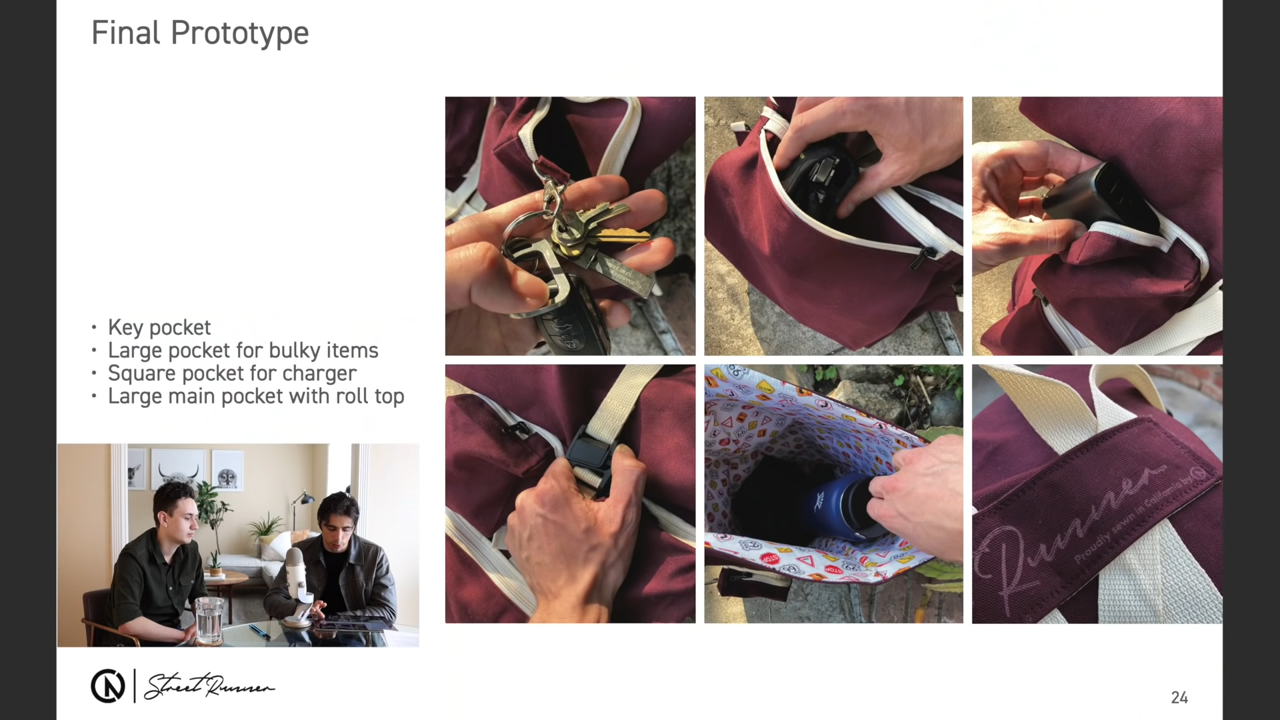 Final Prototype
• Key pocket
• Large pocket for bulky items
• Square pocket for charger
• Large main pocket with roll top
STOP
Runner
Proudly sewn in California by
Street Runner
24